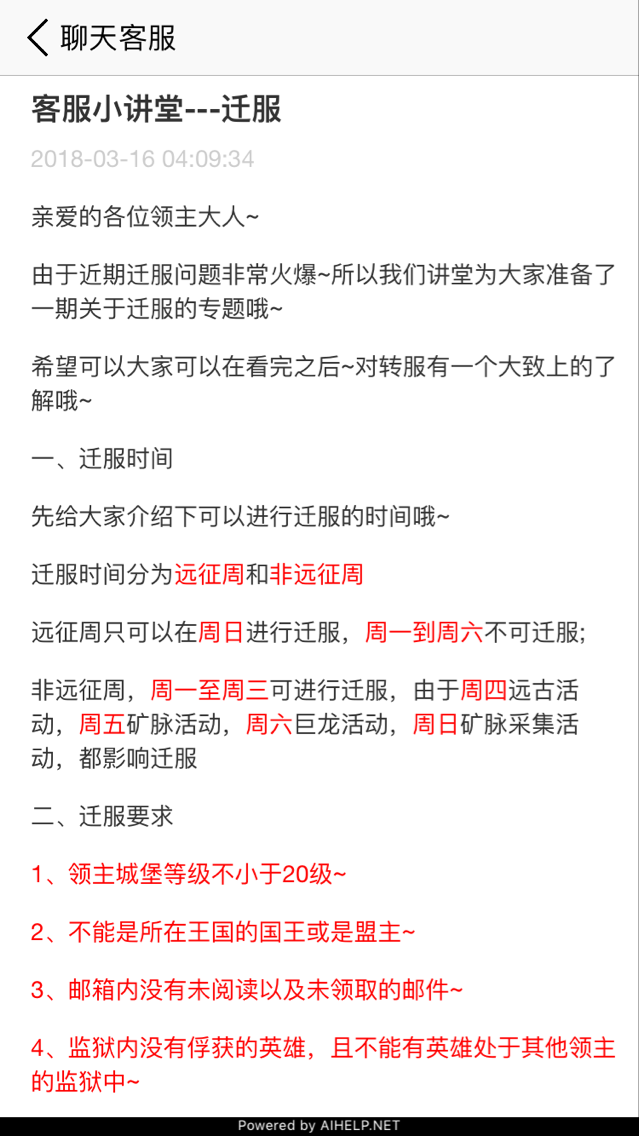 聊天客服
客服小讲堂---迁服
2018-03-16 04:09:34
亲爱的各位领主大人~
由于近期迁服问题非常火爆~所以我们讲堂为大家准备了
一期关于迁服的专题哦~
希望可以大家可以在看完之后~对转服有一个大致上的了
解哦~
一、迁服时间
先给大家介绍下可以进行迁服的时间哦~
迁服时间分为远征周和非远征周
远征周只可以在周日进行迁服，周一到周六不可迁服;
非远征周，周一至周三可进行迁服，由于周四远古活
动，周五矿脉活动，周六巨龙活动，周日矿脉采集活
动，都影响迁服
二、迁服要求
1、领主城堡等级不小于20级~
2、不能是所在王国的国王或是盟主~
3、邮箱内没有未阅读以及未领取的邮件~
4、监狱内没有俘获的英雄，且不能有英雄处于其他领主
的监狱中~
Powered by AIHELP.NET